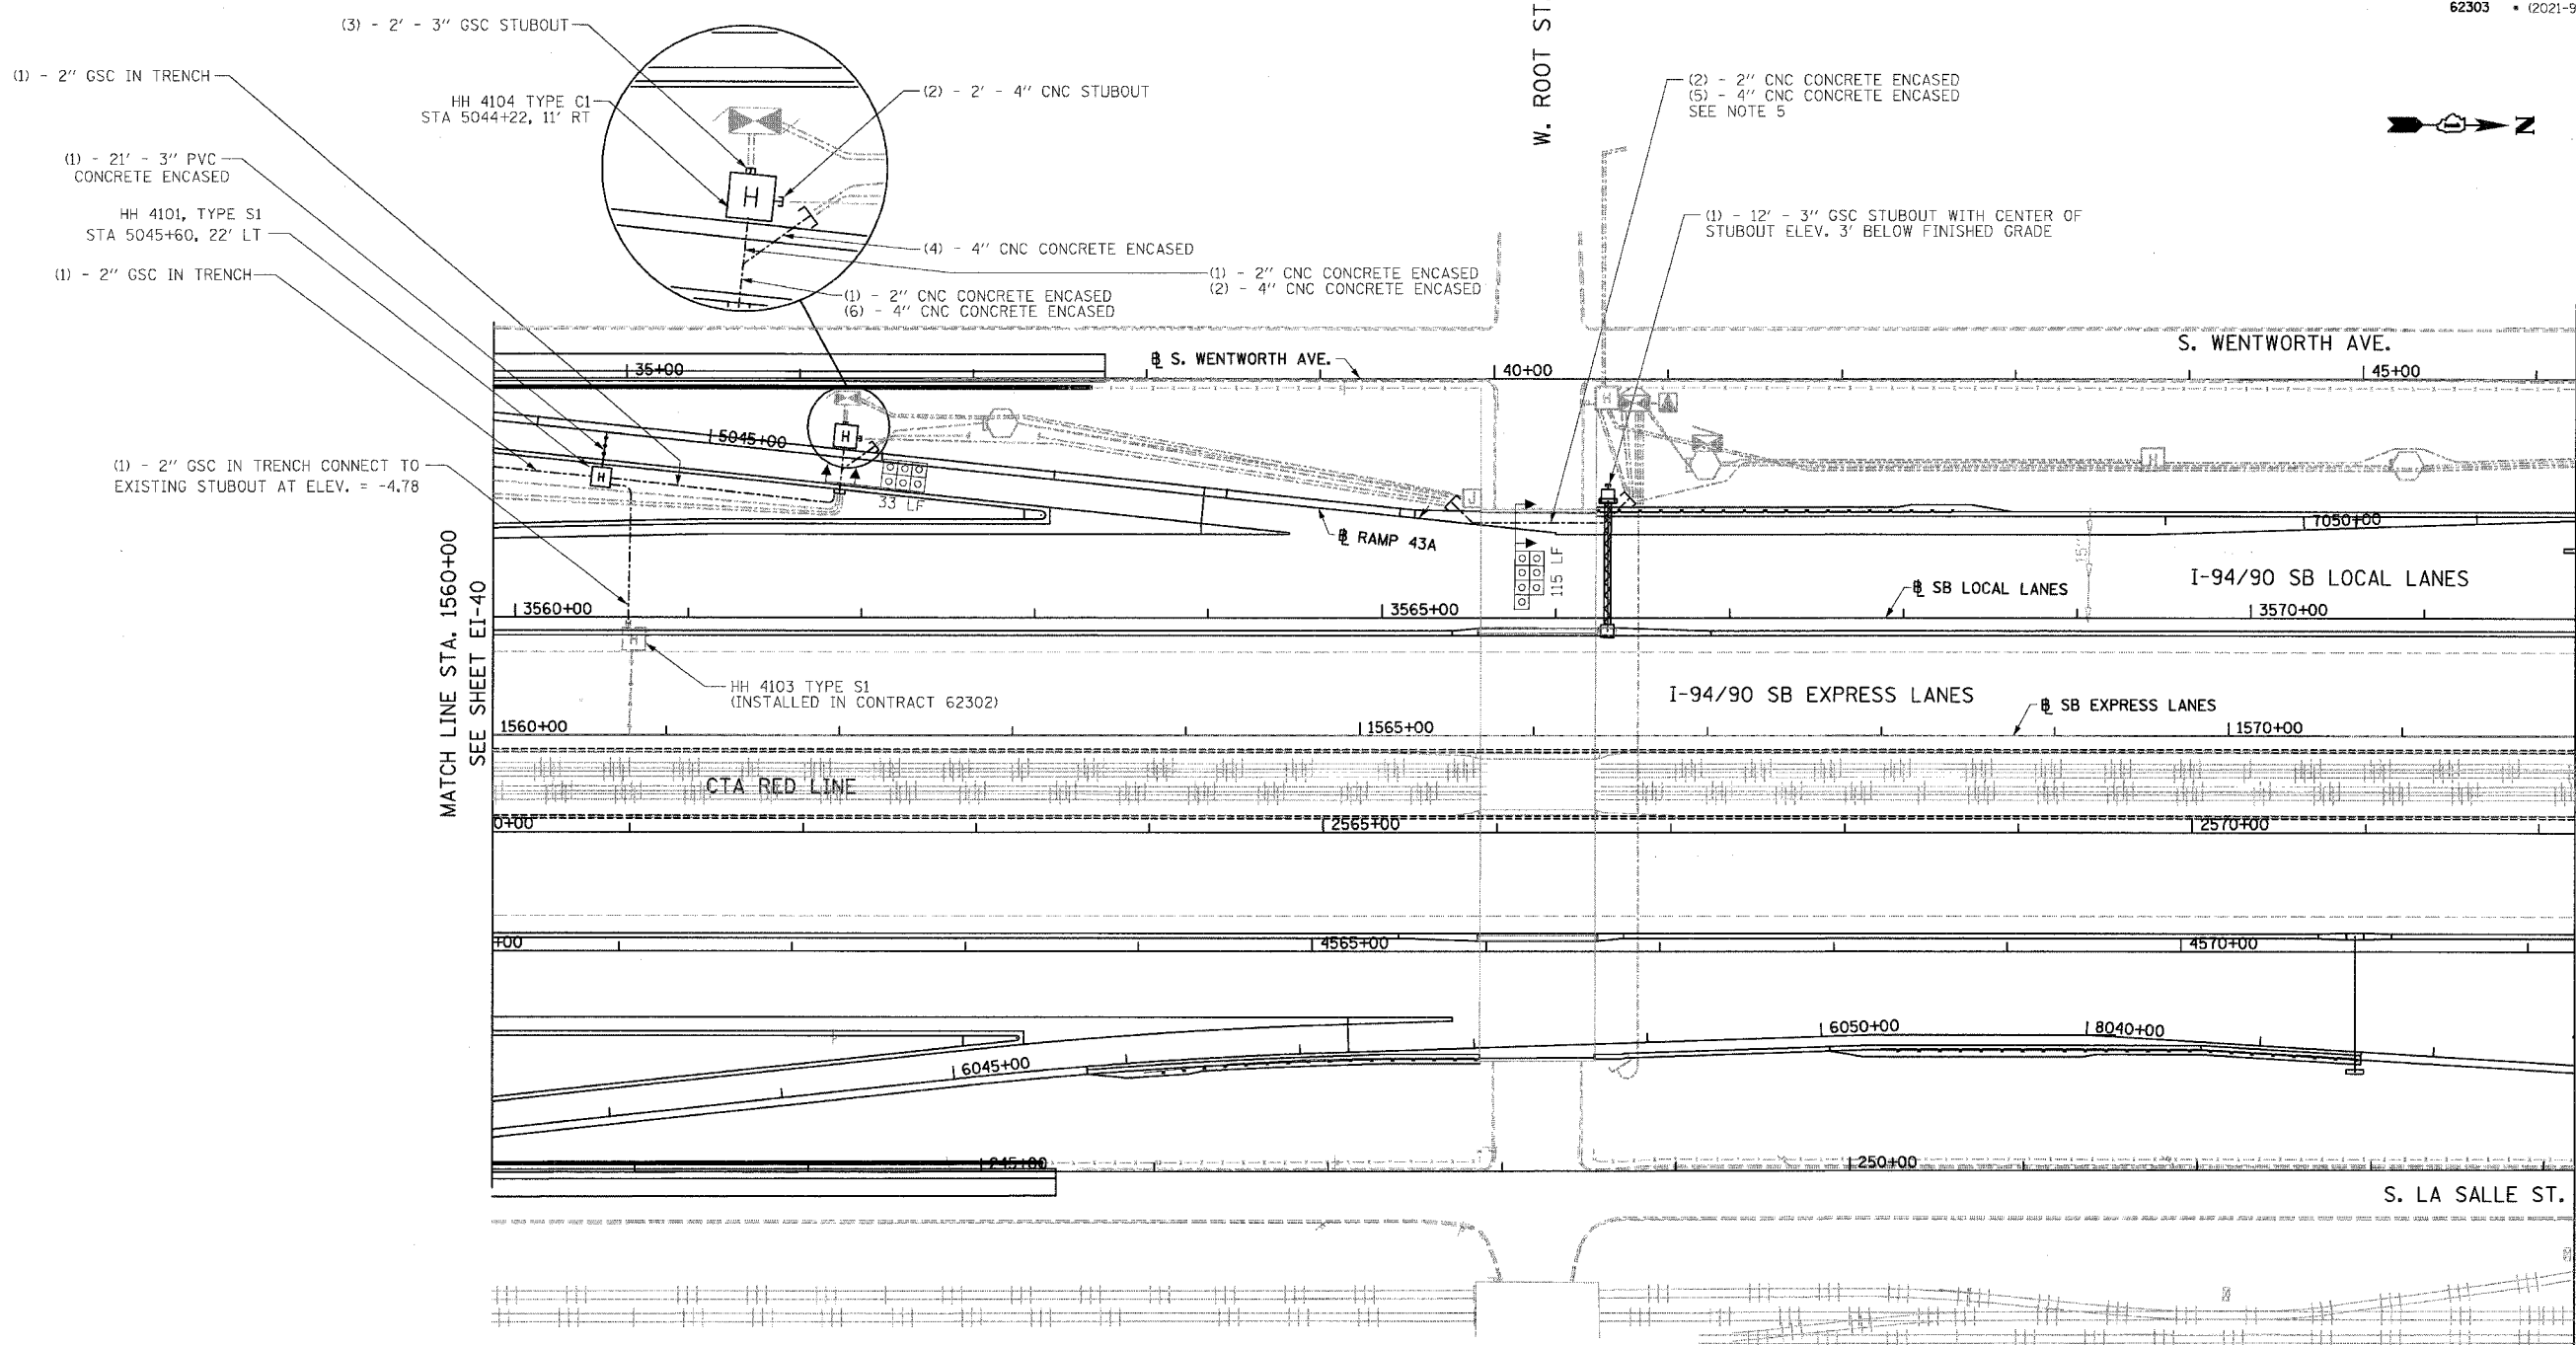 62303 * (2021-9
(3) - 2' - 3" GSC STUBOUT
(1) - 2" GSC IN TRENCH
HH 4104 TYPE C1
STA 5044+22, 11' RT
(2) - 2' - 4" CNC STUBOUT
W. ROOT ST
(2) - 2" CNC CONCRETE ENCASED
(5) - 4" CNC CONCRETE ENCASED
SEE NOTE 5
N
(1) - 21' - 3" PVC
CONCRETE ENCASED
H
HH 4101, TYPE S1
STA 5045+60, 22' LT
(1) - 12' - 3" GSC STUBOUT WITH CENTER OF
STUBOUT ELEV. 3' BELOW FINISHED GRADE
(4) - 4" CNC CONCRETE ENCASED
(1) - 2" GSC IN TRENCH
(1) - 2" CNC CONCRETE ENCASED
(2) - 4" CNC CONCRETE ENCASED
(1) - 2" CNC CONCRETE ENCASED
(6) - 4" CNC CONCRETE ENCASED
S. WENTWORTH AVE.
℄ S. WENTWORTH AVE.
35+00
40+00
45+00
H
A
5045+00
H
H
(1) - 2" GSC IN TRENCH CONNECT TO
EXISTING STUBOUT AT ELEV. = -4.78
H
33 LF
J
7050+00
℄ RAMP 43A
115 LF
15'
I-94/90 SB LOCAL LANES
℄ SB LOCAL LANES
3560+00
3565+00
3570+00
H
MATCH LINE STA. 1560+00
SEE SHEET EI-40
HH 4103 TYPE S1
(INSTALLED IN CONTRACT 62302)
I-94/90 SB EXPRESS LANES
℄ SB EXPRESS LANES
1560+00
1565+00
1570+00
CTA RED LINE
0+00
2565+00
2570+00
+00
4565+00
4570+00
6050+00
8040+00
6045+00
245+00
250+00
S. LA SALLE ST.